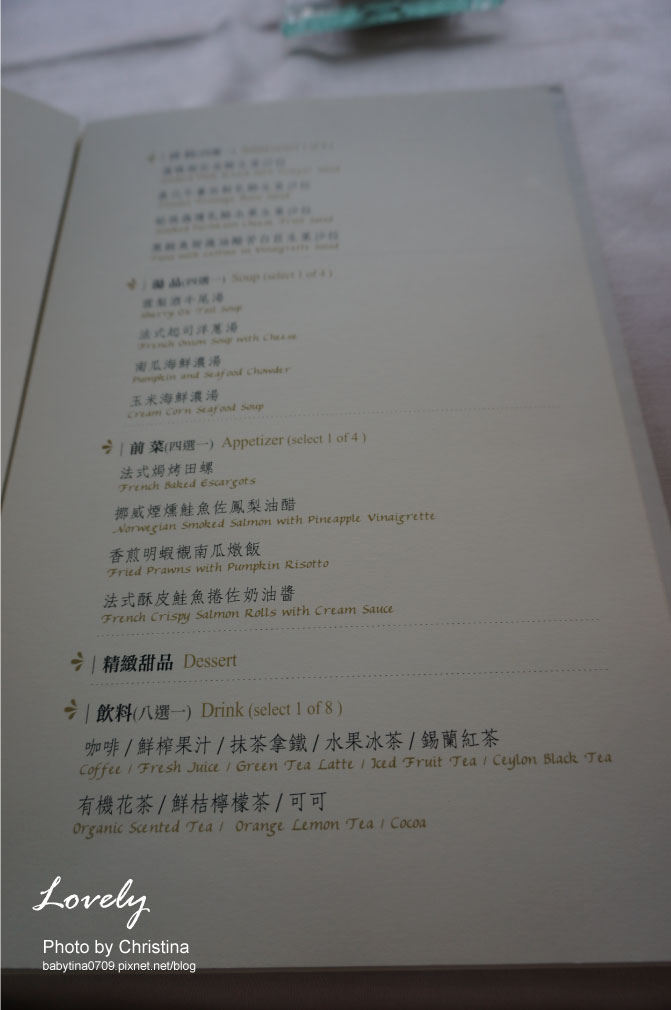 湯 品(四選一) Soup (select 1 of 4)
雪梨酒牛尾湯
Sherry Ox Tail Soup
法式起司洋蔥湯
French Onion Soup with Cheese
南瓜海鮮濃湯
Pumpkin and Seafood Chowder
玉米海鮮濃湯
Cream Corn Seafood Soup
前 菜(四選一) Appetizer (select 1 of 4)
法式焗烤田螺
French Baked Escargots
挪威煙燻鮭魚佐鳳梨油醋
Norwegian Smoked Salmon with Pineapple Vinaigrette
香煎明蝦襯南瓜燉飯
Fried Prawns with Pumpkin Risotto
法式酥皮鮭魚捲佐奶油醬
French Crispy Salmon Rolls with Cream Sauce
精緻甜品 Dessert
飲料(八選一) Drink (select 1 of 8)
咖啡/鮮榨果汁/抹茶拿鐵/水果冰茶/錫蘭紅茶
Coffee / Fresh Juice / Green Tea Latte / Iced Fruit Tea / Ceylon Black Tea
有機花茶/鮮桔檸檬茶/可可
Organic Scented Tea / Orange Lemon Tea / Cocoa
Lovely
Photo by Christina
babytina0709.pixnet.net/blog